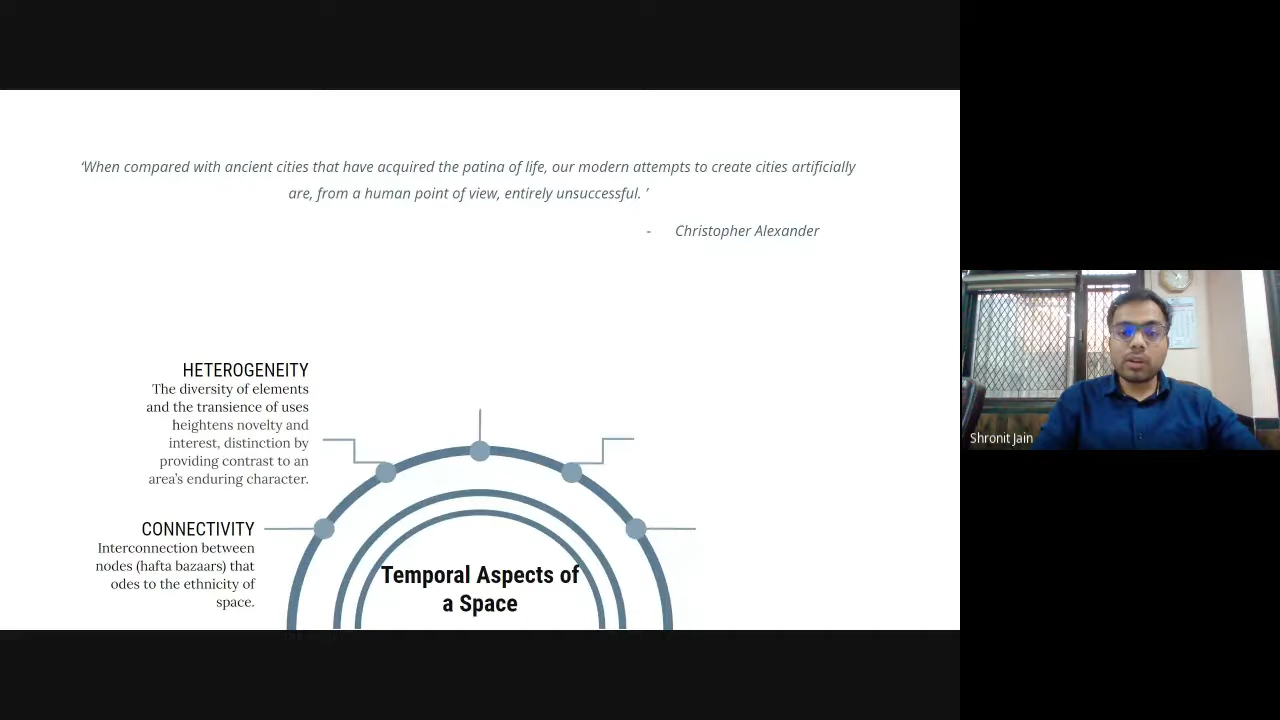 ‘When compared with ancient cities that have acquired the patina of life, our modern attempts to create cities artificially
are, from a human point of view, entirely unsuccessful. ’
- Christopher Alexander
HETEROGENEITY
The diversity of elements
and the transience of uses
heightens novelty and
interest, distinction by
providing contrast to an
area’s enduring character.
CONNECTIVITY
Interconnection between
nodes (hafta bazaars) that
odes to the ethnicity of
space.
Temporal Aspects of
a Space
Shronit Jain